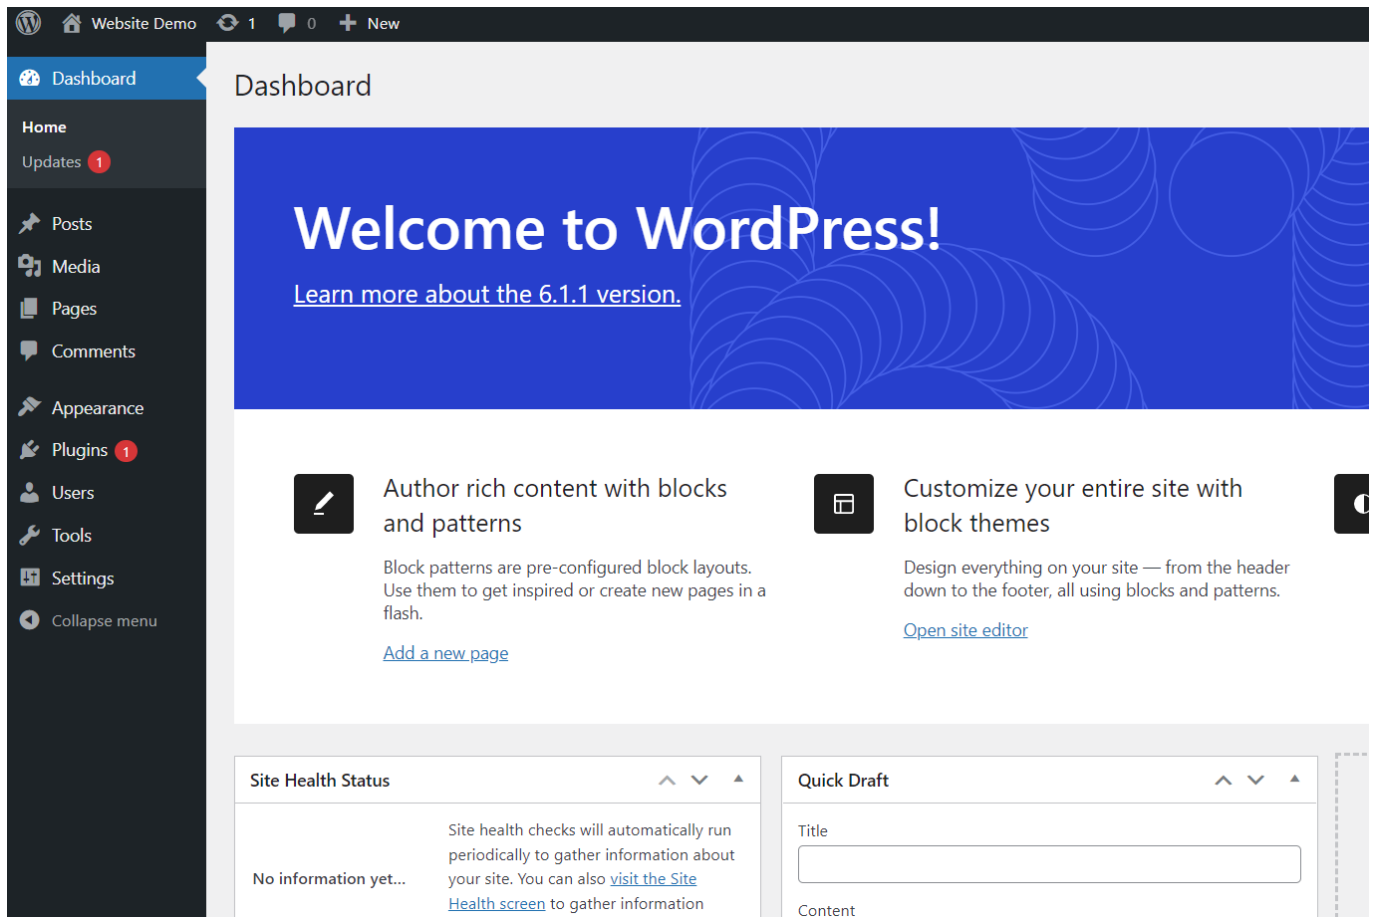 Website Demo 1 0 New
Dashboard
Home
Updates 1
Posts
Media
Pages
Comments
Appearance
Plugins 1
Users
Tools
Settings
Collapse menu
Dashboard
Welcome to WordPress!
Learn more about the 6.1.1 version.
Author rich content with blocks
and patterns
Block patterns are pre-configured block layouts.
Use them to get inspired or create new pages in a
flash.
Add a new page
Customize your entire site with
block themes
Design everything on your site — from the header
down to the footer, all using blocks and patterns.
Open site editor
Site Health Status
No information yet...
Site health checks will automatically run
periodically to gather information about
your site. You can also visit the Site
Health screen to gather information
Quick Draft
Title
Content